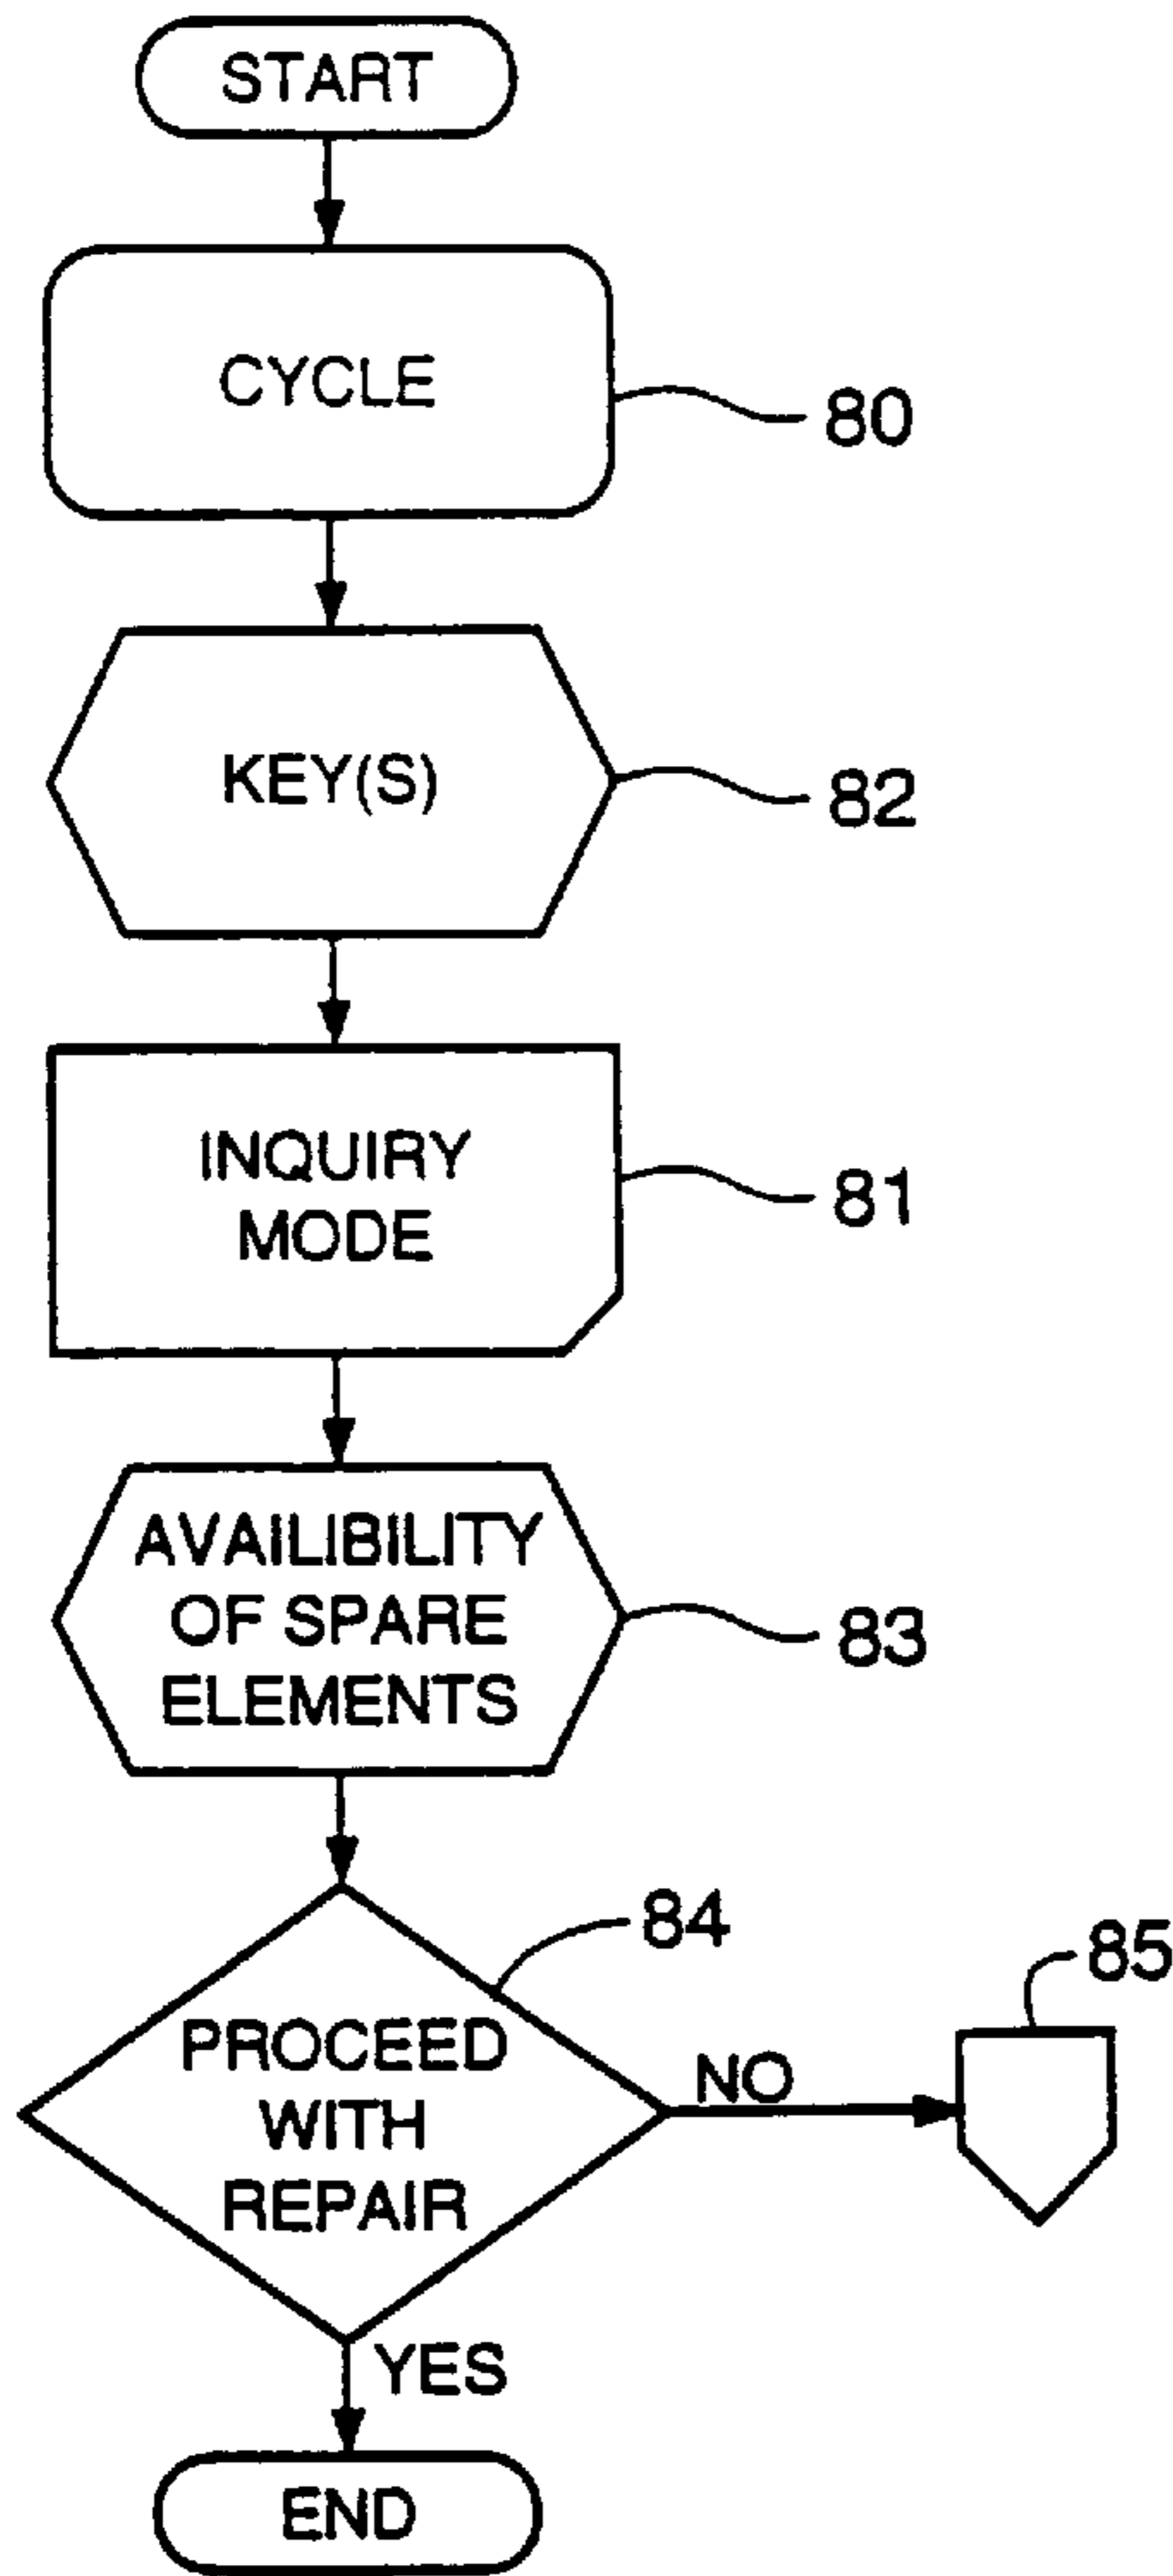 START
CYCLE
80
KEY(S)
82
INQUIRY
MODE
81
AVAILIBILITY
OF SPARE
ELEMENTS
83
84
85
PROCEED
WITH
REPAIR
NO
YES
END